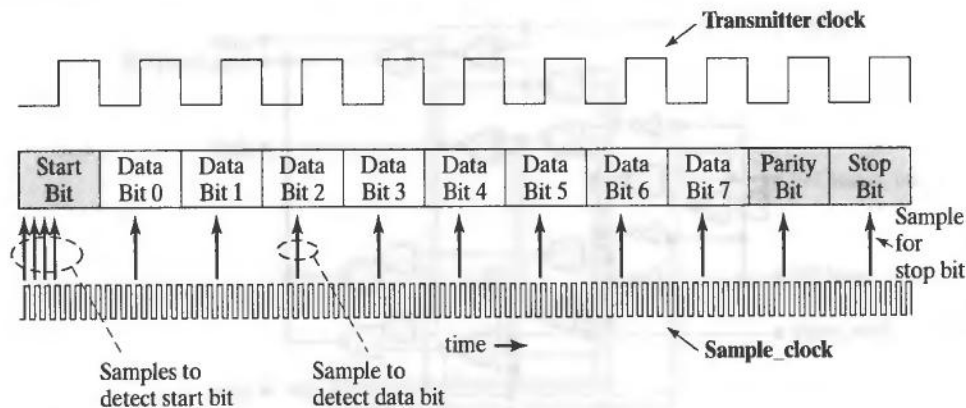 Transmitter clock
Start Bit
Data Bit 0
Data Bit 1
Data Bit 2
Data Bit 3
Data Bit 4
Data Bit 5
Data Bit 6
Data Bit 7
Parity Bit
Stop Bit
Sample
for
stop bit
time
Sample_clock
Samples to
detect start bit
Sample to
detect data bit